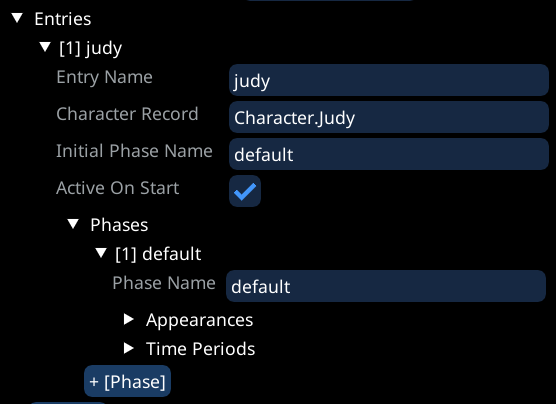 Entries
[1] judy
Entry Name judy
Character Record Character.Judy
Initial Phase Name default
Active On Start
Phases
[1] default
Phase Name default
Appearances
Time Periods
+ [Phase]